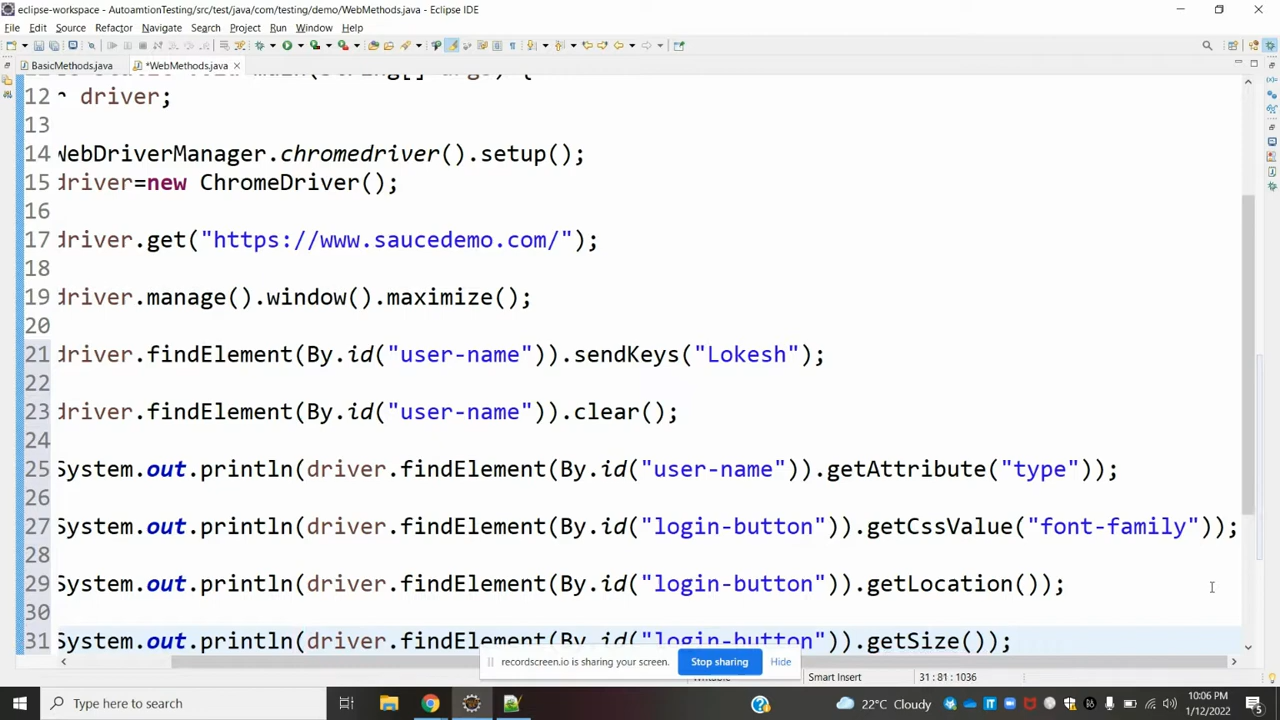 eclipse-workspace - AutoamtionTesting/src/test/java/com/testing/demo/WebMethods.java - Eclipse IDE
File Edit Source Refactor Navigate Search Project Run Window Help
BasicMethods.java *WebMethods.java
12 driver;
13
14 WebDriverManager.chromedriver().setup();
15 driver=new ChromeDriver();
16
17 driver.get("https://www.saucedemo.com/");
18
19 driver.manage().window().maximize();
20
21 driver.findElement(By.id("user-name")).sendKeys("Lokesh");
22
23 driver.findElement(By.id("user-name")).clear();
24
25 System.out.println(driver.findElement(By.id("user-name")).getAttribute("type"));
26
27 System.out.println(driver.findElement(By.id("login-button")).getCssValue("font-family"));
28
29 System.out.println(driver.findElement(By.id("login-button")).getLocation());
30
31 System.out.println(driver.findElement(By.id("login-button")).getSize());
recordscreen.io is sharing your screen. Stop sharing Hide
Writable Smart Insert 31 : 81 : 1036
Type here to search 22°C Cloudy 10:06 PM
1/12/2022
5